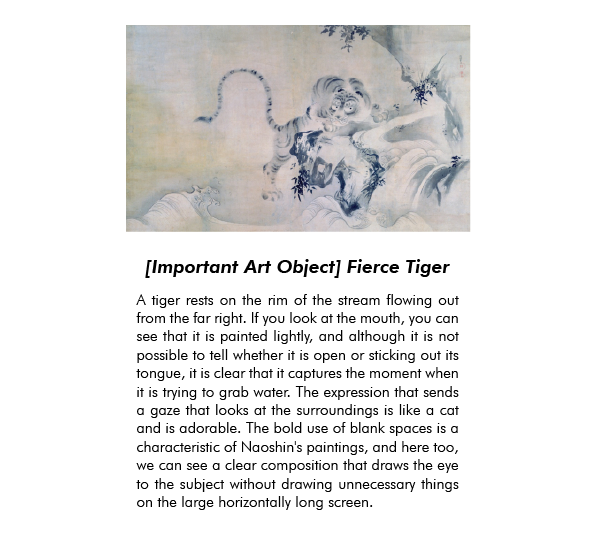 [Important Art Object] Fierce Tiger
A tiger rests on the rim of the stream flowing out
from the far right. If you look at the mouth, you can
see that it is painted lightly, and although it is not
possible to tell whether it is open or sticking out its
tongue, it is clear that it captures the moment when
it is trying to grab water. The expression that sends
a gaze that looks at the surroundings is like a cat
and is adorable. The bold use of blank spaces is a
characteristic of Naoshin's paintings, and here too,
we can see a clear composition that draws the eye
to the subject without drawing unnecessary things
on the large horizontally long screen.